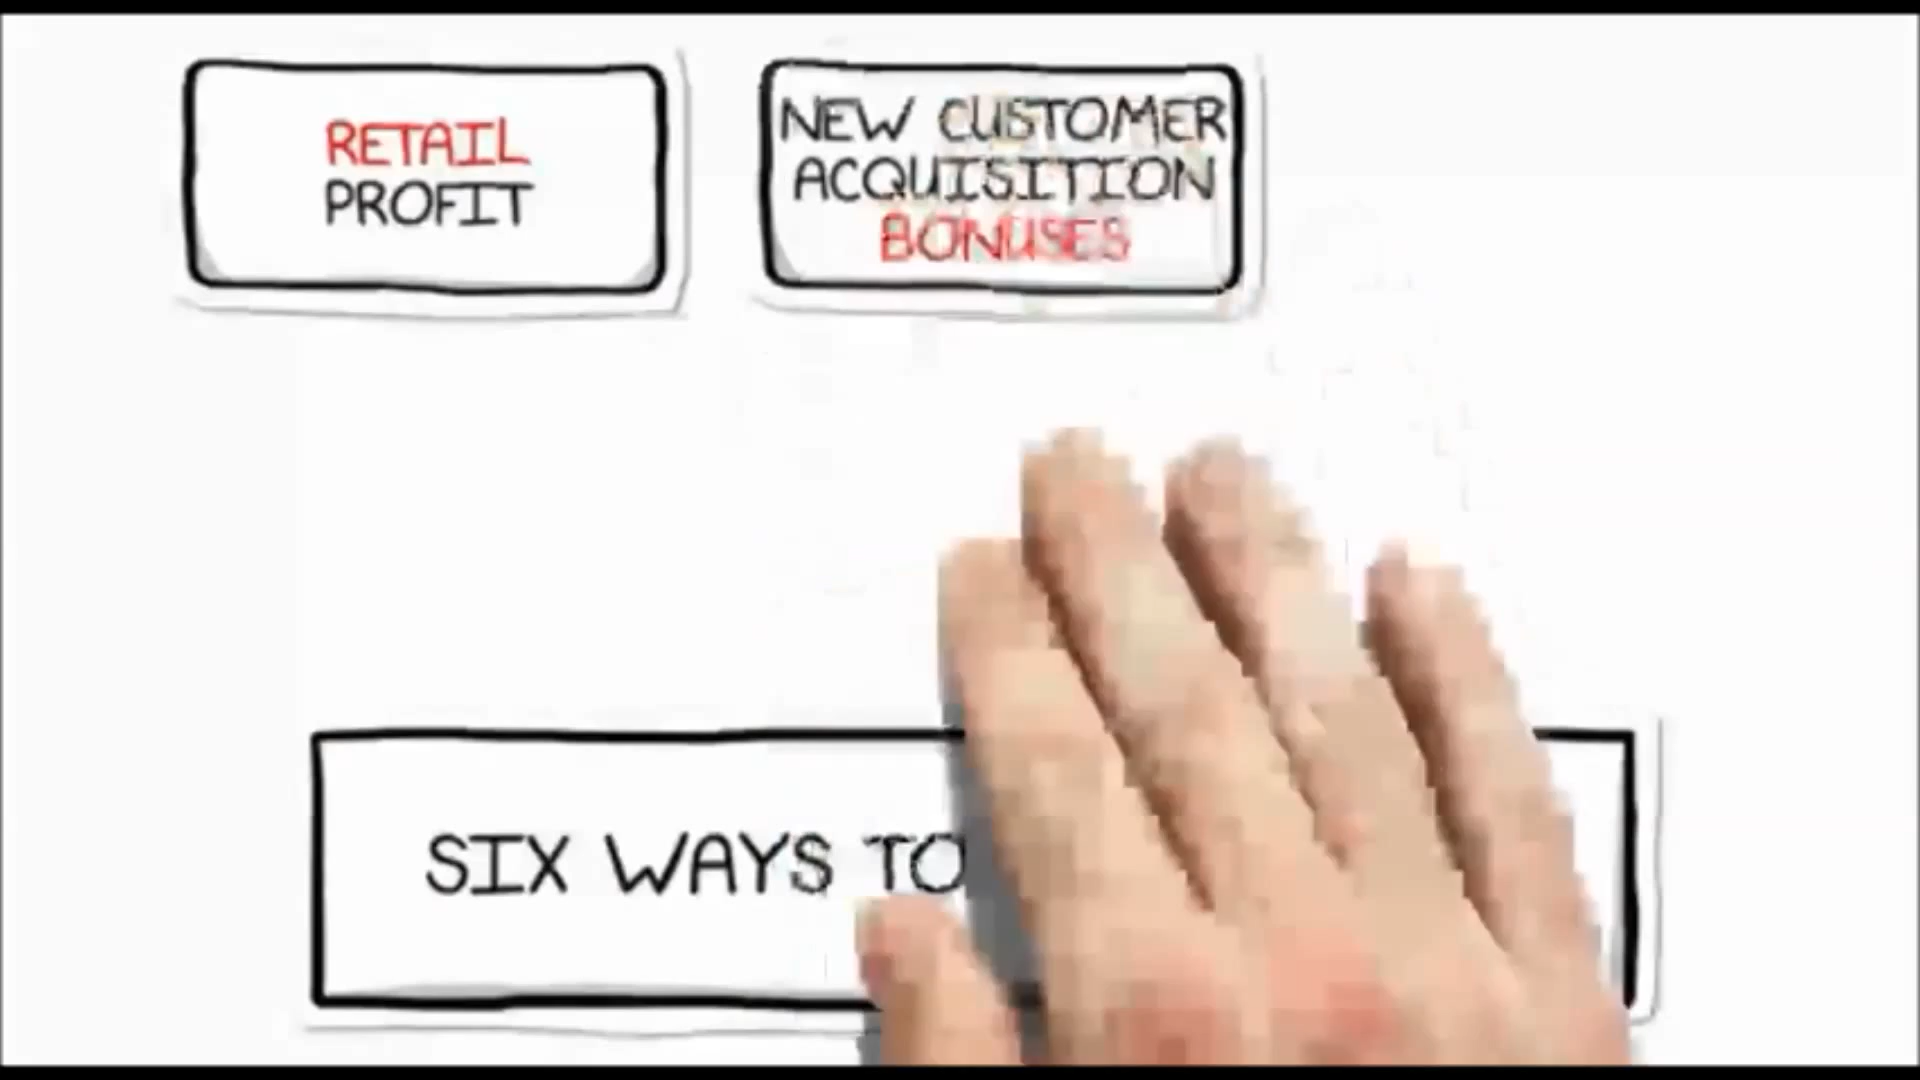 RETAIL
PROFIT
NEW CUSTOMER
ACQUISITION
BONUSES
SIX WAYS TO